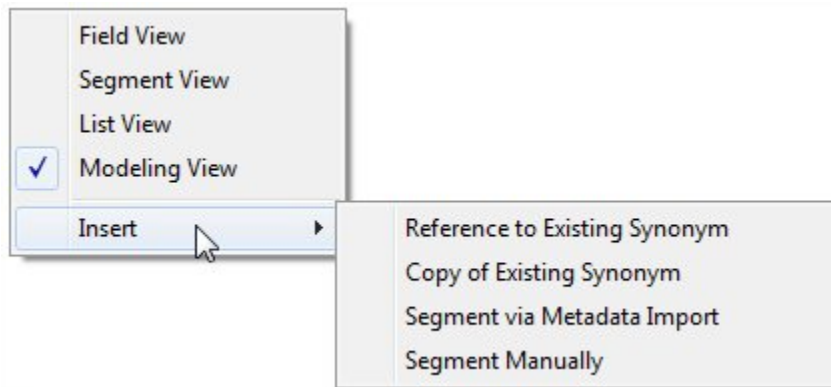 Field View
Segment View
List View
Modeling View
Insert
Reference to Existing Synonym
Copy of Existing Synonym
Segment via Metadata Import
Segment Manually